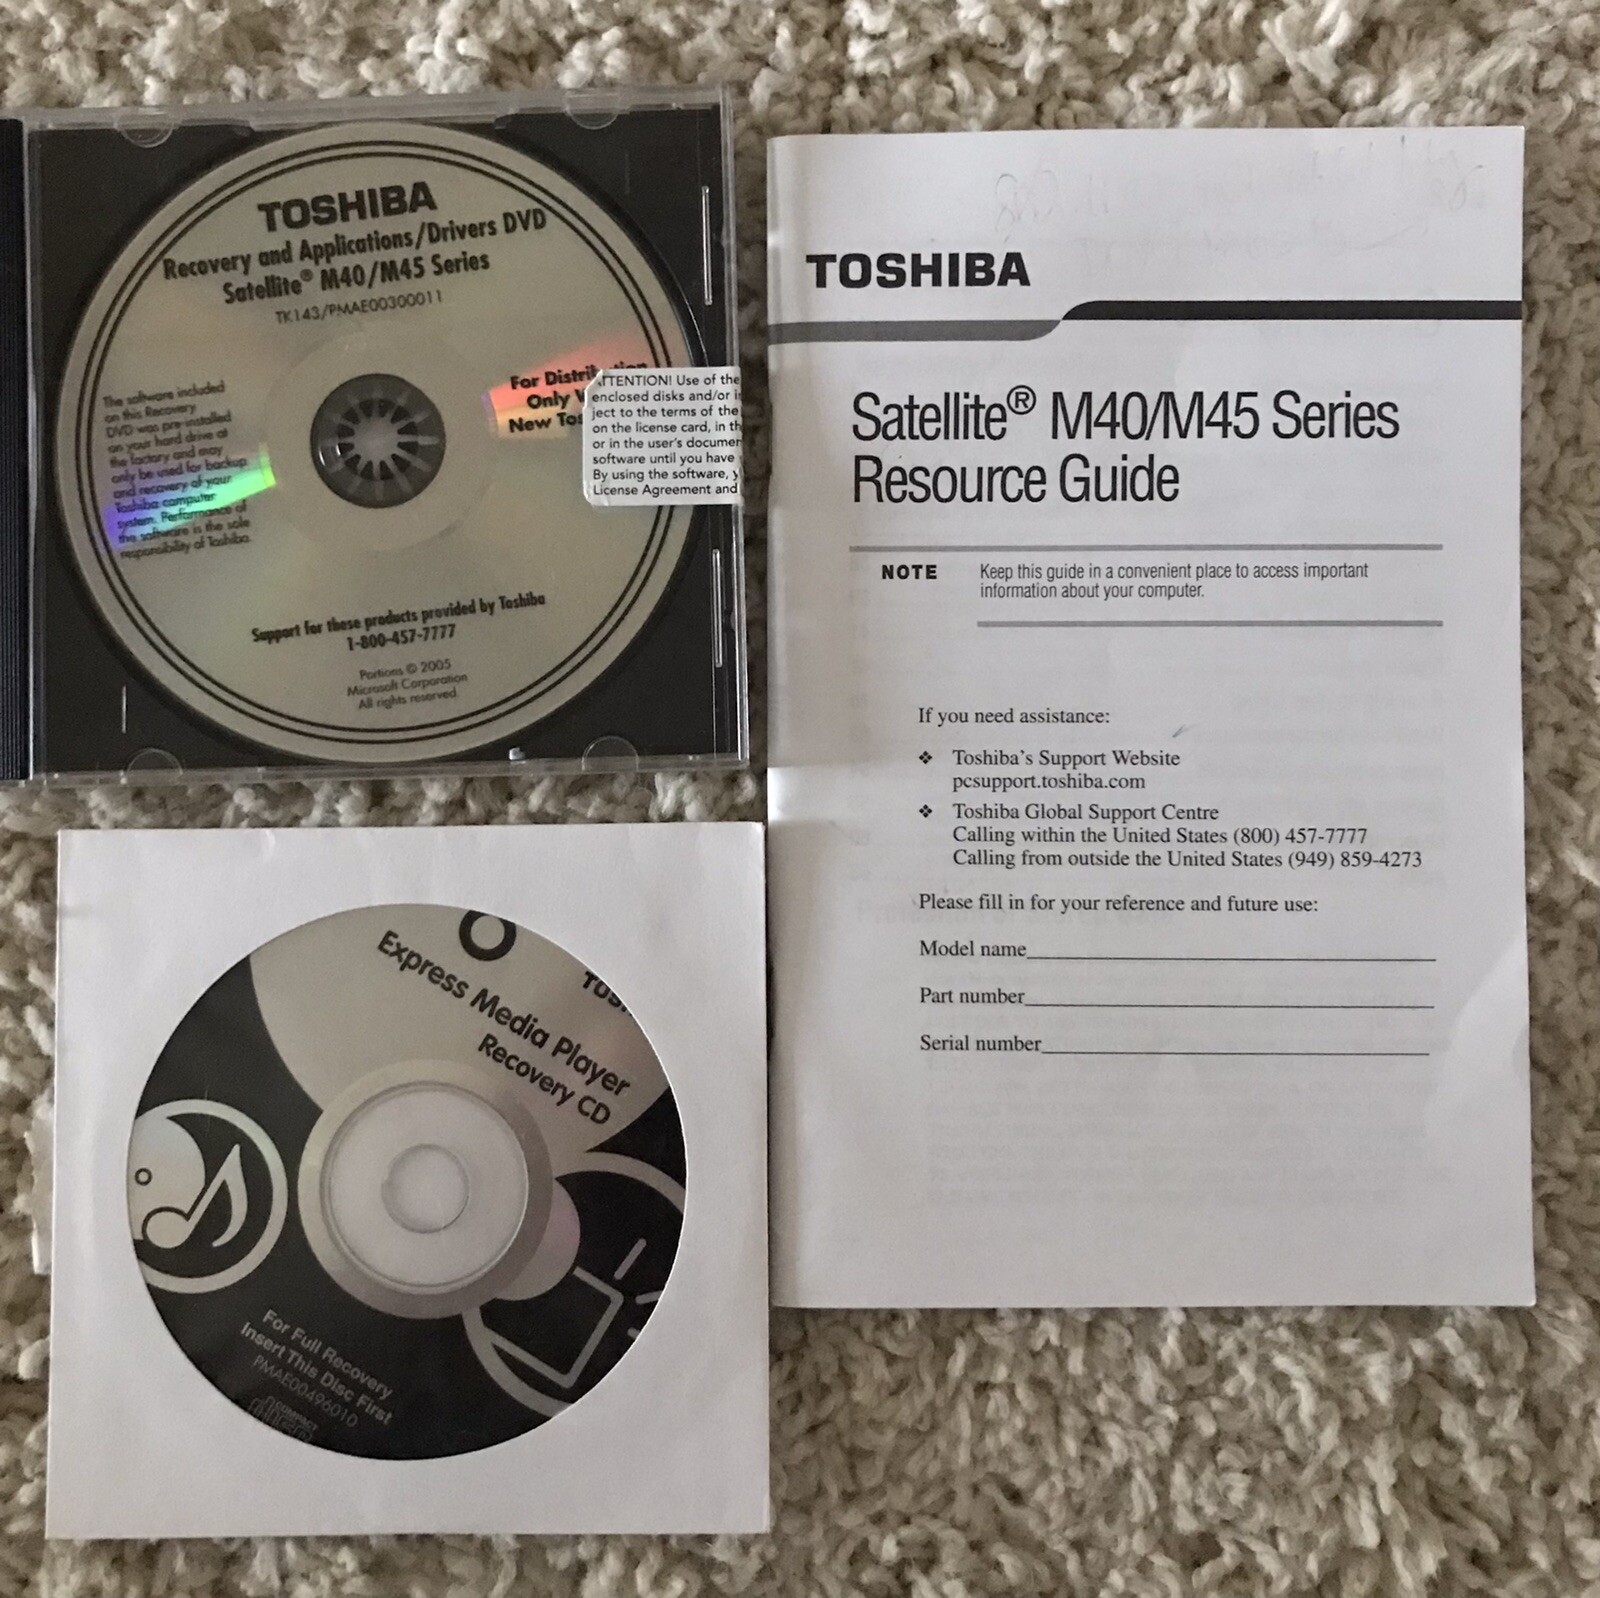 TOSHIBA
Recovery and Applications/Drivers DVD
Satellite® M40/M45 Series
TK143/PMAE00300011
The software included
on this Recovery
DVD was pre-installed
on your hard drive at
the factory and may
only be used for backup
and recovery of your
Toshiba computer
system. Performance of
the software is the sole
responsibility of Toshiba.
For Distribution
Only
New Tos
ATTENTION! Use of the
enclosed disks and/or
ject to the terms of the
on the license card, in th
or in the user's documen
software until you have
By using the software,
License Agreement and
Support for these products provided by Toshiba
1-800-457-7777
Portions © 2005
Microsoft Corporation
All rights reserved.
TOSHIBA
Satellite® M40/M45 Series
Resource Guide
NOTE Keep this guide in a convenient place to access important
information about your computer.
If you need assistance:
❖ Toshiba's Support Website
pcsupport.toshiba.com
❖ Toshiba Global Support Centre
Calling within the United States (800) 457-7777
Calling from outside the United States (949) 859-4273
Please fill in for your reference and future use:
Model name
Part number
Serial number
TOS
Express Media Player
Recovery CD
For Full Recovery
Insert This Disc First
PMAE00496010
COMPACT